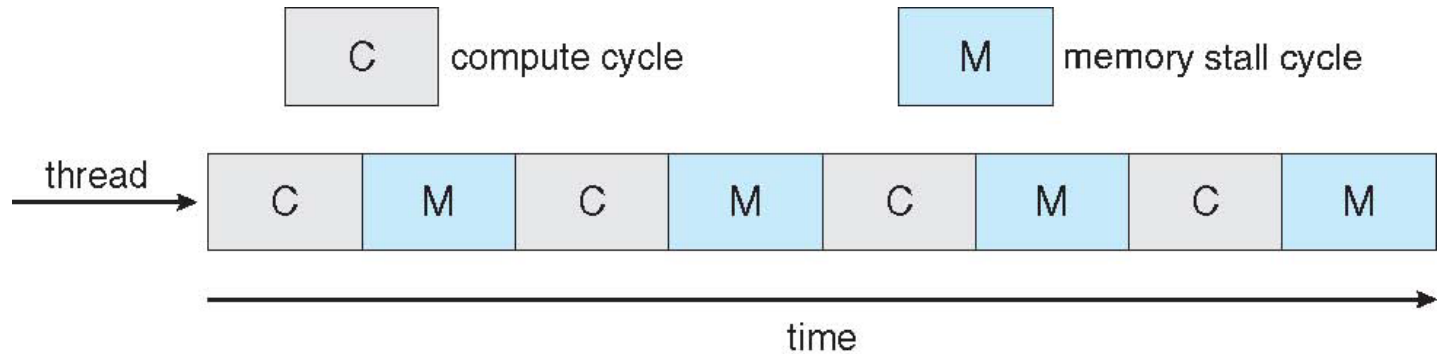 C compute cycle M memory stall cycle
thread
C M C M C M C M
time